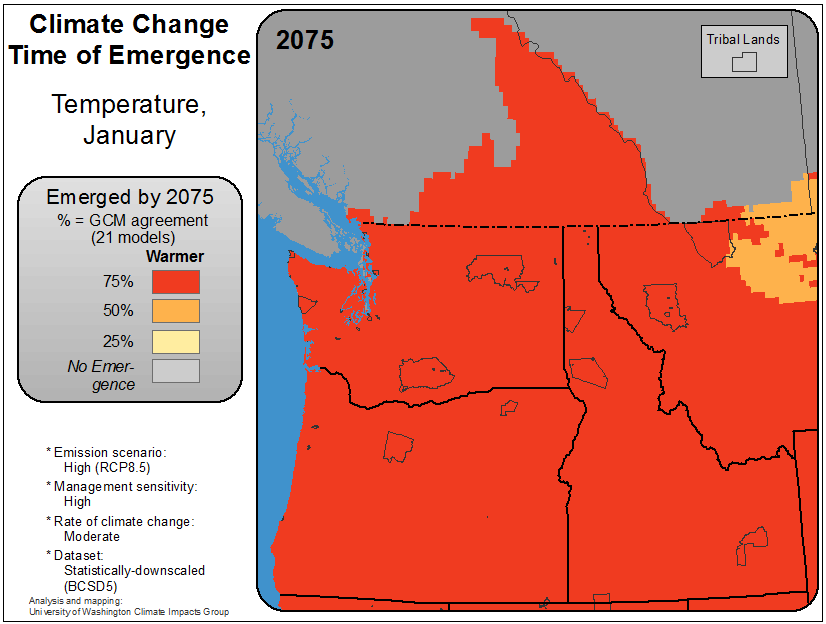 Climate Change
Time of Emergence
Temperature,
January
Emerged by 2075
% = GCM agreement
(21 models)
Warmer
75%
50%
25%
No Emer-
gence
* Emission scenario:
High (RCP8.5)
* Management sensitivity:
High
* Rate of climate change:
Moderate
* Dataset:
Statistically-downscaled
(BCSD5)
Analysis and mapping:
University of Washington Climate Impacts Group
2075
Tribal Lands